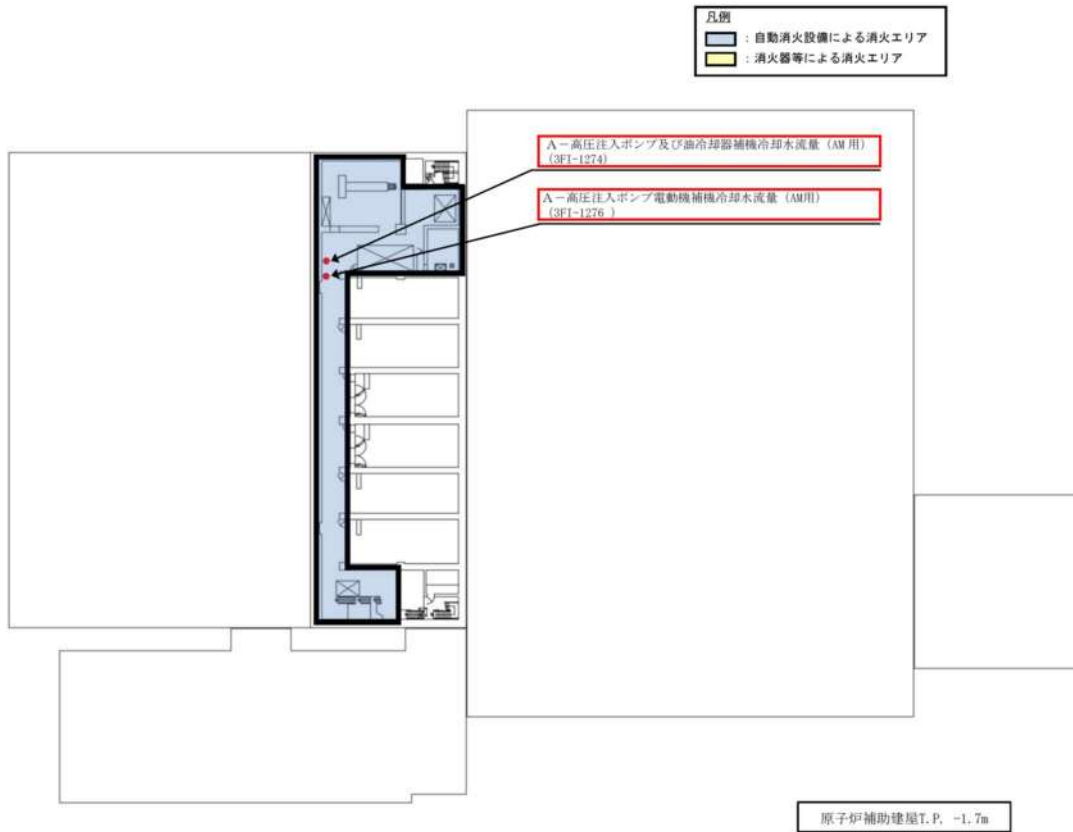 凡例
：自動消火設備による消火エリア
：消火器等による消火エリア
A－高圧注入ポンプ及び油冷却器補機冷却水流量（AM用）
(3FI-1274)
A－高圧注入ポンプ電動機補機冷却水流量（AM用）
(3FI-1276 )
原子炉補助建屋T.P. -1.7m